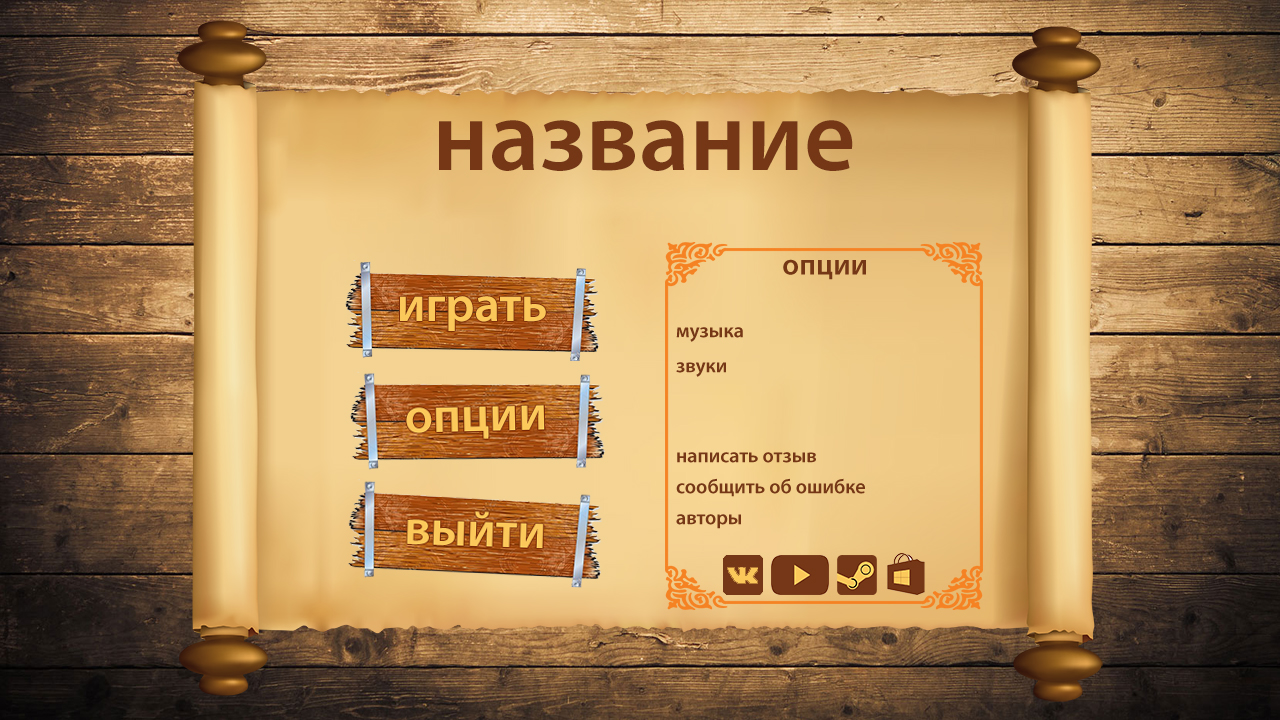 название
играть
опции
выйти
опции
музыка
звуки
написать отзыв
сообщить об ошибке
авторы